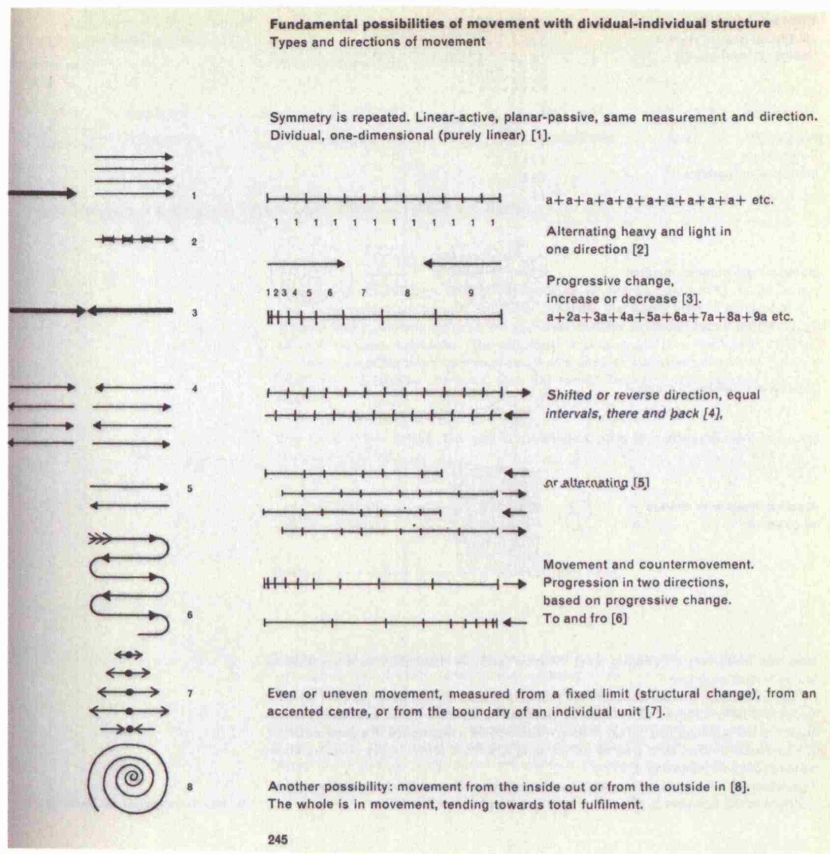 Fundamental possibilities of movement with dividual-individual structure
Types and directions of movement
Symmetry is repeated. Linear-active, planar-passive, same measurement and direction.
Dividual, one-dimensional (purely linear) [1].
1
a+a+a+a+a+a+a+a+a+a+ etc.
1 1 1 1 1 1 1 1 1 1 1
2
Alternating heavy and light in
one direction [2]
Progressive change,
increase or decrease [3].
1 2 3 4 5 6 7 8 9
3
a+2a+3a+4a+5a+6a+7a+8a+9a etc.
4
Shifted or reverse direction, equal
intervals, there and back [4],
5
or alternating [5]
Movement and countermovement.
Progression in two directions,
based on progressive change.
6
To and fro [6]
7
Even or uneven movement, measured from a fixed limit (structural change), from an
accented centre, or from the boundary of an individual unit [7].
8
Another possibility: movement from the inside out or from the outside in [8].
The whole is in movement, tending towards total fulfilment.
245